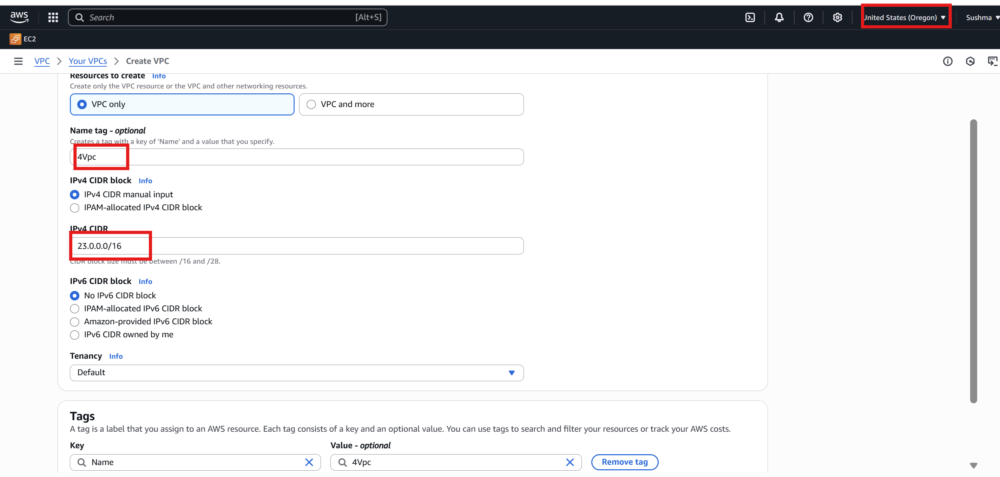 aws
Search [Alt+S]
United States (Oregon)
Sushma
EC2
VPC
Your VPCs
Create VPC
Resources to create Info
Create only the VPC resource or the VPC and other networking resources.
VPC only
VPC and more
Name tag - optional
Creates a tag with a key of 'Name' and a value that you specify.
4Vpc
IPv4 CIDR block Info
IPv4 CIDR manual input
IPAM-allocated IPv4 CIDR block
IPv4 CIDR
23.0.0.0/16
CIDR block size must be between /16 and /28.
IPv6 CIDR block Info
No IPv6 CIDR block
IPAM-allocated IPv6 CIDR block
Amazon-provided IPv6 CIDR block
IPv6 CIDR owned by me
Tenancy Info
Default
Tags
A tag is a label that you assign to an AWS resource. Each tag consists of a key and an optional value. You can use tags to search and filter your resources or track your AWS costs.
Key
Value - optional
Name
4Vpc
Remove tag